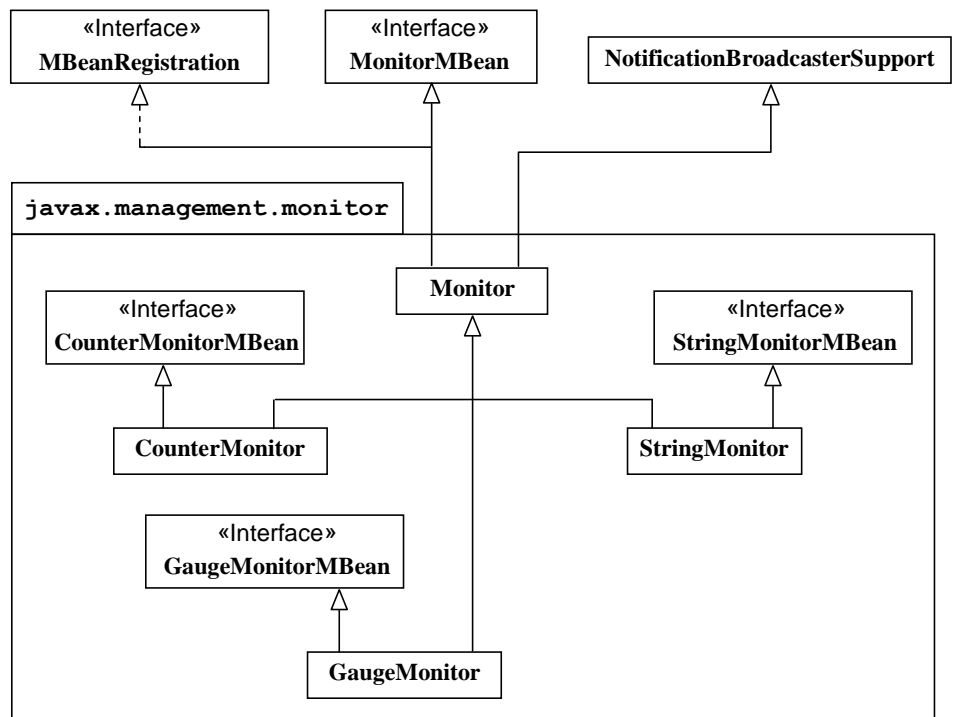 «Interface»
MBeanRegistration
«Interface»
MonitorMBean
NotificationBroadcasterSupport
javax.management.monitor
Monitor
«Interface»
CounterMonitorMBean
«Interface»
StringMonitorMBean
CounterMonitor
StringMonitor
«Interface»
GaugeMonitorMBean
GaugeMonitor